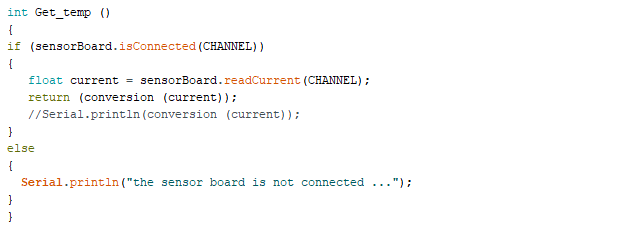 int Get_temp ()
{
if (sensorBoard.isConnected(CHANNEL))
{
   float current = sensorBoard.readCurrent(CHANNEL);
   return (conversion (current));
   //Serial.println(conversion (current));
}
else
{
  Serial.println("the sensor board is not connected ...");
}
}